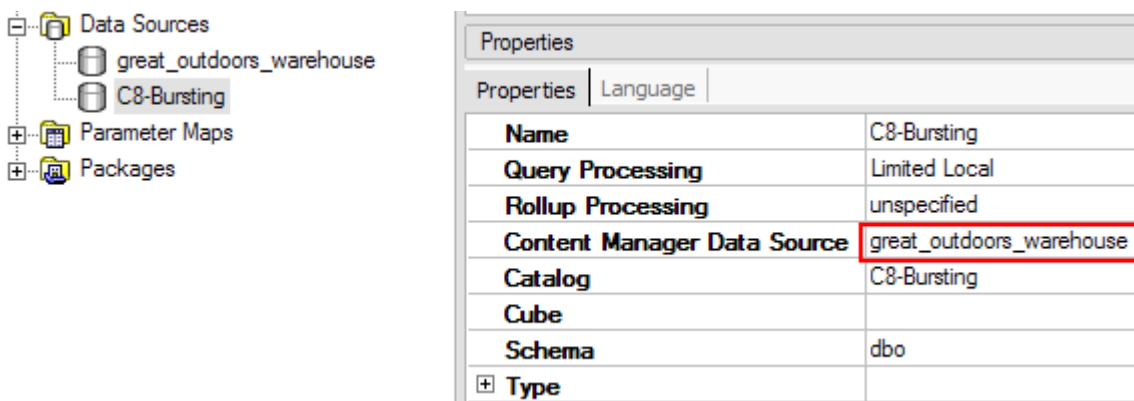 Data Sources
great_outdoors_warehouse
C8-Bursting
Parameter Maps
Packages
Properties
Properties Language
Name C8-Bursting
Query Processing Limited Local
Rollup Processing unspecified
Content Manager Data Source great_outdoors_warehouse
Catalog C8-Bursting
Cube
Schema dbo
Type